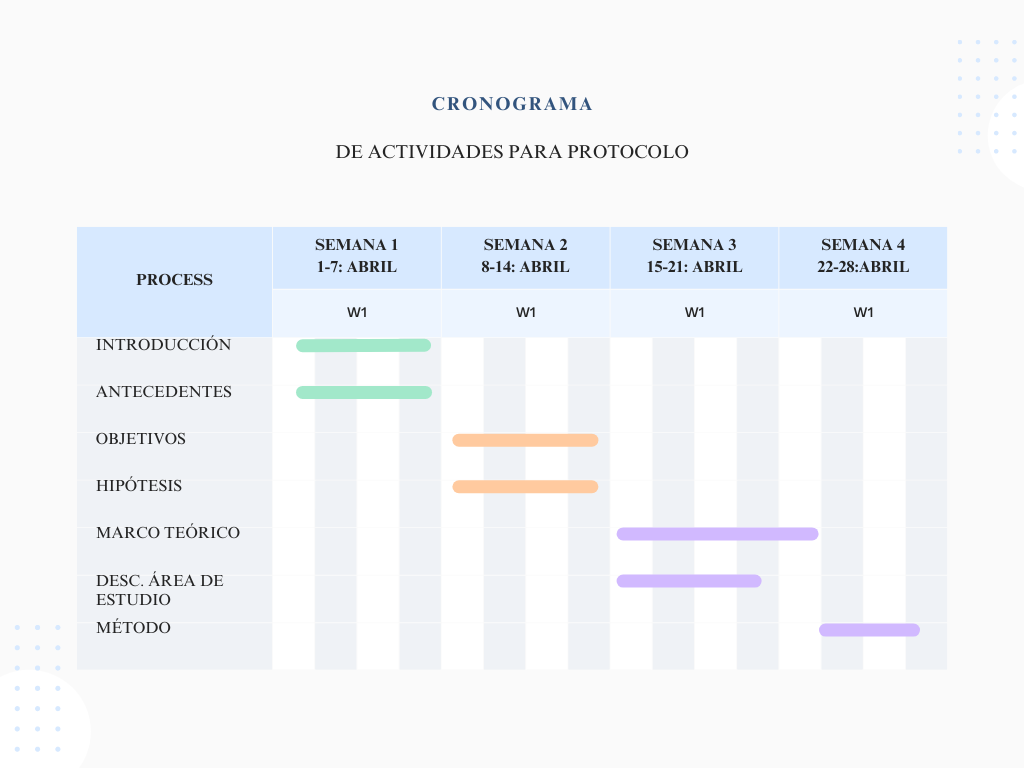 CRONOGRAMA
DE ACTIVIDADES PARA PROTOCOLO
PROCESS
SEMANA 1
1-7: ABRIL
SEMANA 2
8-14: ABRIL
SEMANA 3
15-21: ABRIL
SEMANA 4
22-28:ABRIL
W1
W1
W1
W1
INTRODUCCIÓN
ANTECEDENTES
OBJETIVOS
HIPÓTESIS
MARCO TEÓRICO
DESC. ÁREA DE
ESTUDIO
MÉTODO